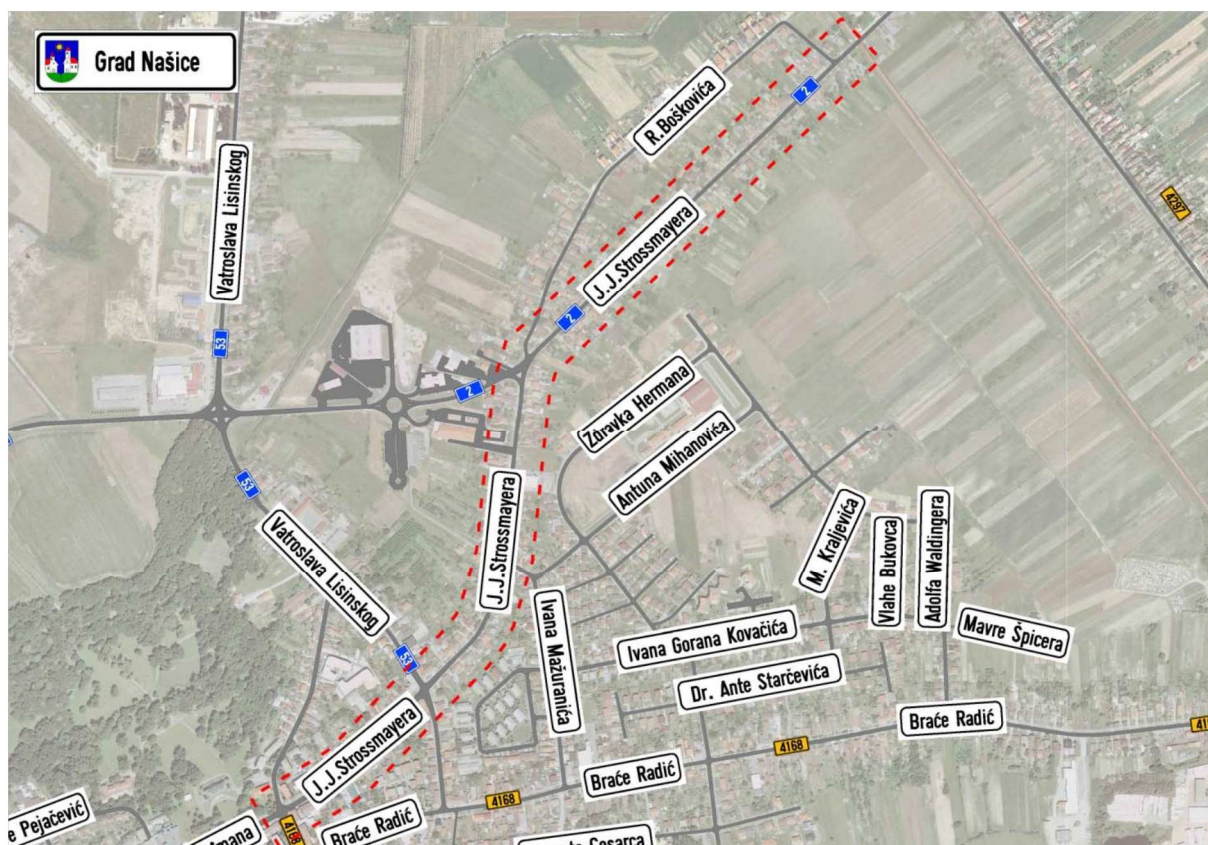 Grad Našice
R.Boškovića
2
4297
Vatroslava Lisinskog
J.J.Strossmayera
2
53
2
Zdravka Hermana
Antuna Mihanovića
53
J.J.Strossmayera
M. Kraljevića
Vlahe Bukovca
Adolfa Waldingera
Vatroslava Lisinskog
Ivana Mažuranića
Ivana Gorana Kovačića
Mavre Špicera
53
Dr. Ante Starčevića
J.J.Strossmayera
Braće Radić
4168
Braće Radić
4168
Pejačević
Braće Radić
Cesarca